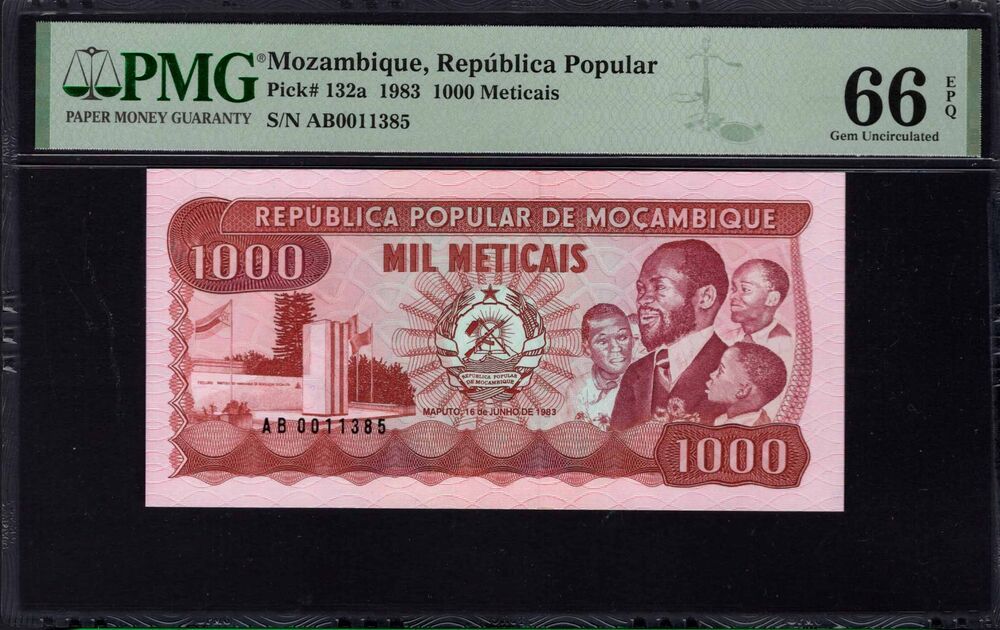 PMG®
PAPER MONEY GUARANTY
Mozambique, República Popular
Pick# 132a 1983 1000 Meticais
S/N AB0011385
66 EPQ
Gem Uncirculated
REPÚBLICA POPULAR DE MOÇAMBIQUE
1000
MIL METICAIS
REPÚBLICA POPULAR
DE MOÇAMBIQUE
MAPUTO, 16 de JUNHO DE 1983
AB 0011385
1000